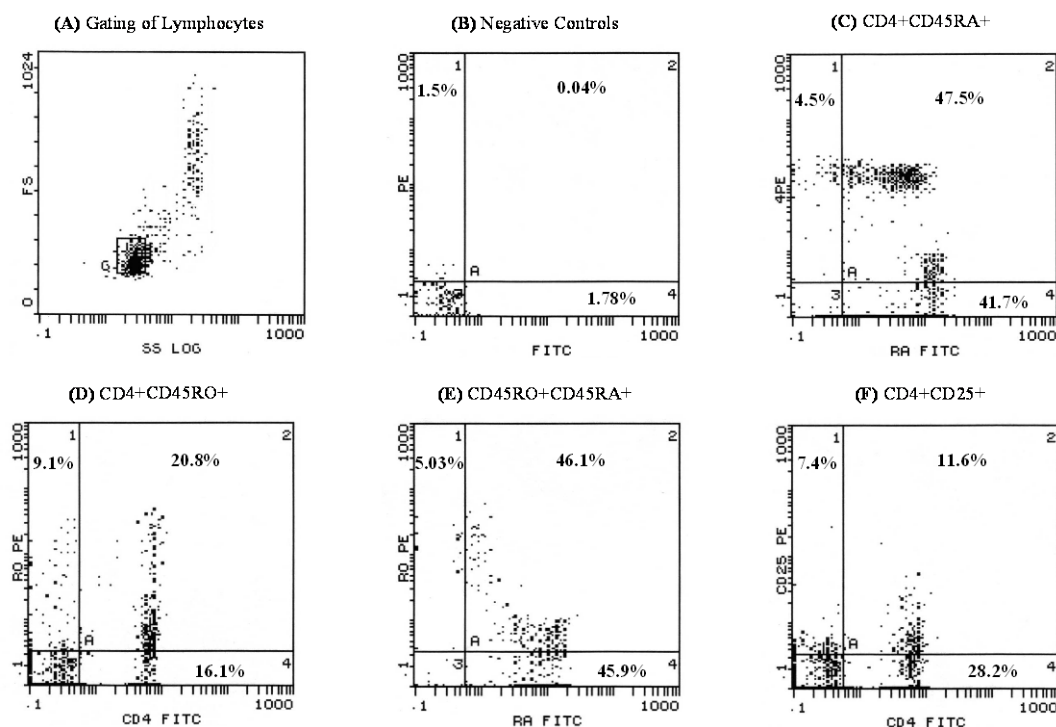 (A) Gating of Lymphocytes
1024
FS
0
G
.1
1000
SS LOG
(B) Negative Controls
1000
1
2
1.5%
0.04%
PE
A
.1
1.78%
4
.1
1000
FITC
(C) CD4+CD45RA+
1000
1
2
4.5%
47.5%
4PE
A
.1
3
4
41.7%
.1
1000
RA FITC
(D) CD4+CD45RO+
1000
1
2
9.1%
20.8%
RO PE
A
.1
16.1%
4
.1
1000
CD4 FITC
(E) CD45RO+CD45RA+
1000
1
2
5.03%
46.1%
RO PE
A
.1
3
4
45.9%
.1
1000
RA FITC
(F) CD4+CD25+
1000
1
2
7.4%
11.6%
CD25 PE
A
.1
28.2%
4
.1
1000
CD4 FITC